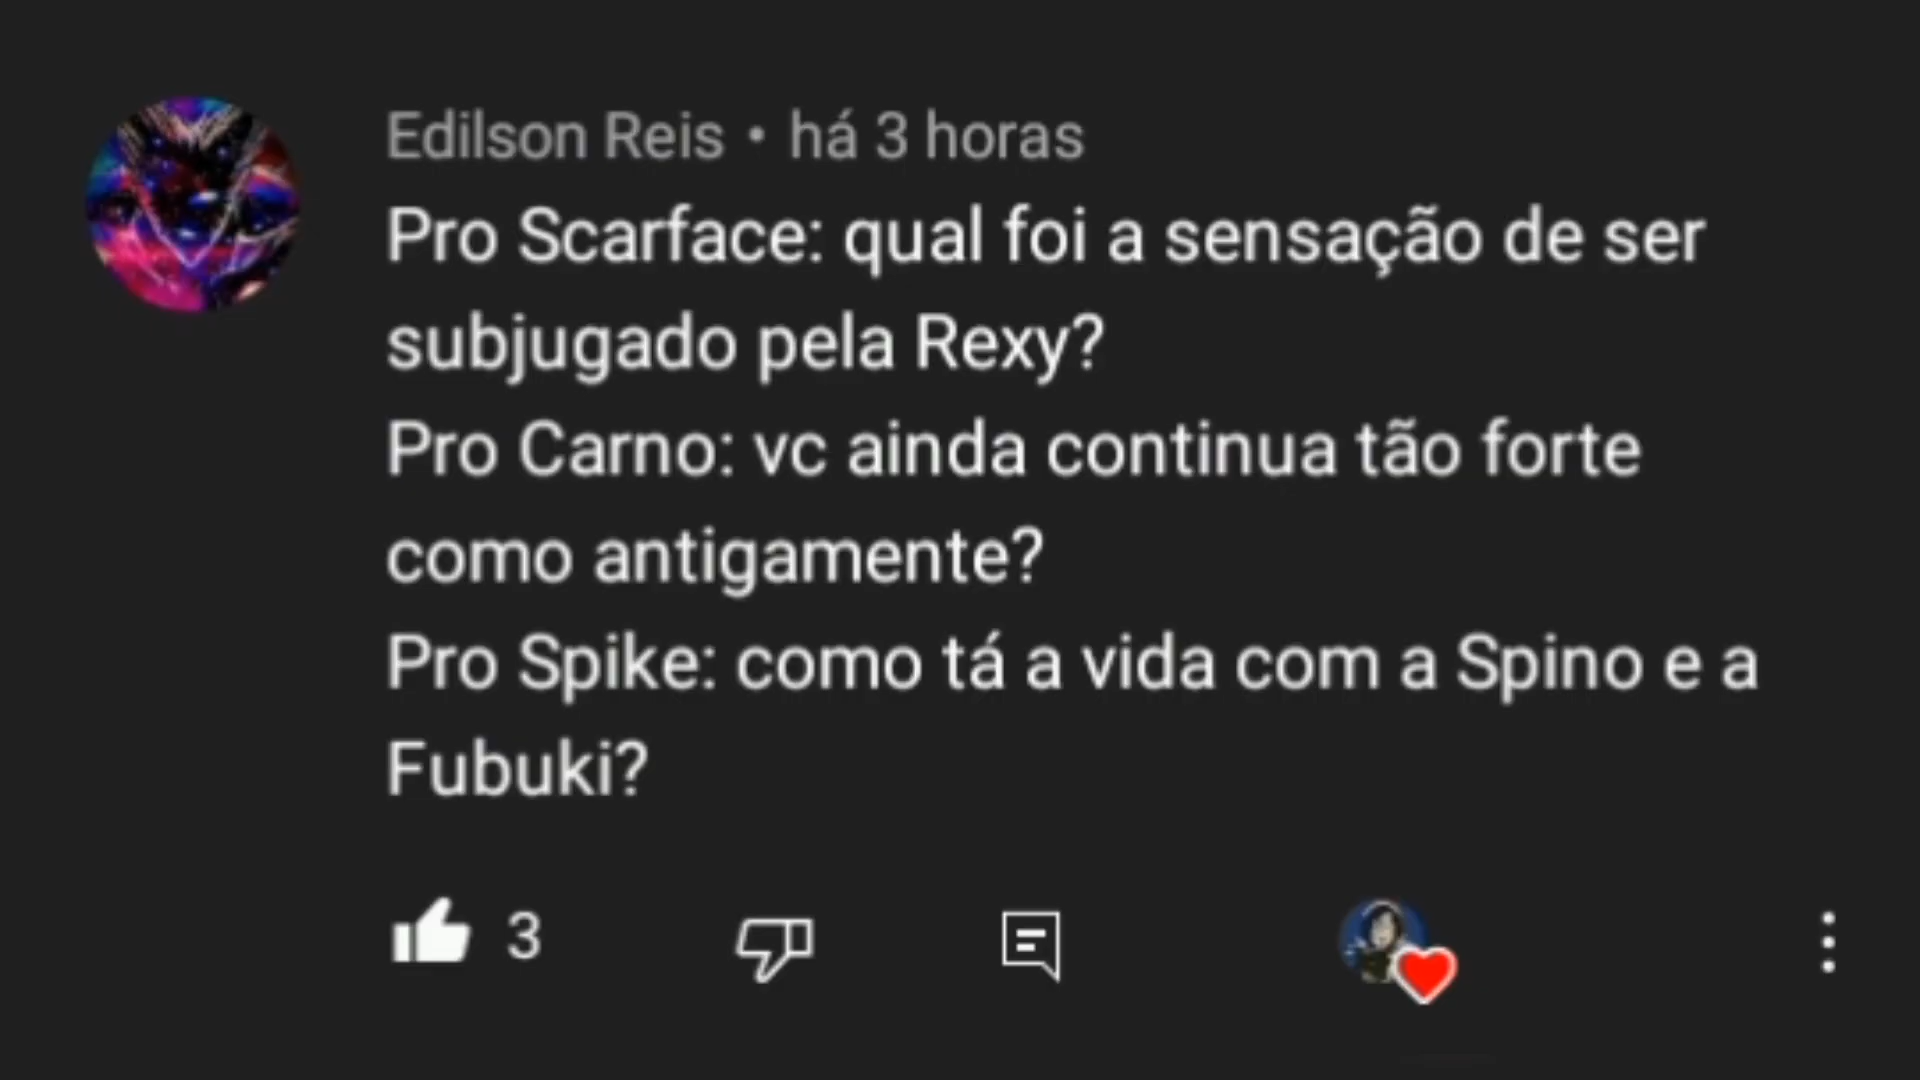 Edilson Reis • há 3 horas
Pro Scarface: qual foi a sensação de ser
subjugado pela Rexy?
Pro Carno: vc ainda continua tão forte
como antigamente?
Pro Spike: como tá a vida com a Spino e a
Fubuki?
3